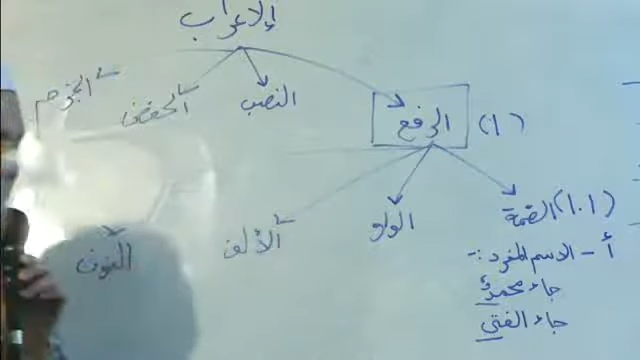 الإعراب
(١) الرفع النصب الخفض الجزم
(١.١) الضمة الواو الألف النون
أ - الاسم المفرد :-
جاء محمدٌ
جاء الفتى